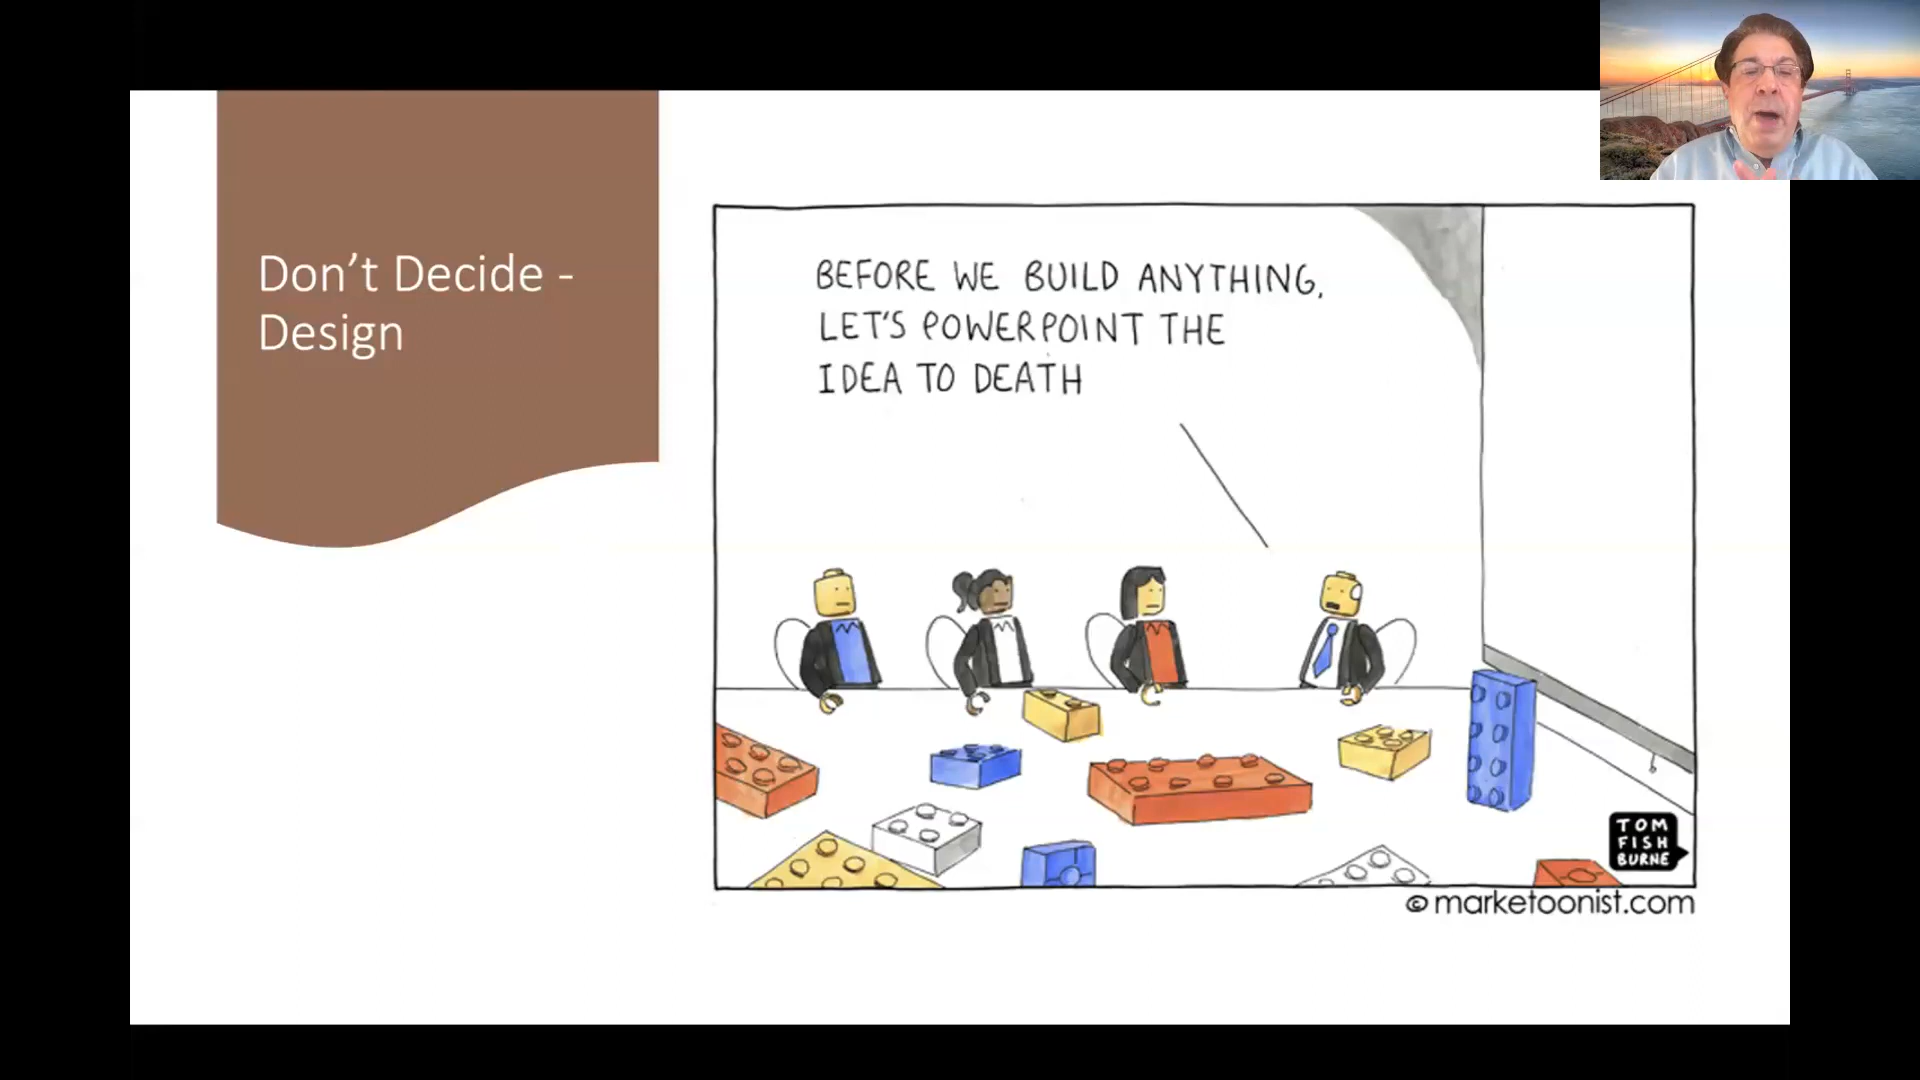 Don’t Decide -
Design
BEFORE WE BUILD ANYTHING,
LET'S POWERPOINT THE
IDEA TO DEATH
TOM
FISH
BURNE
© marketoonist.com